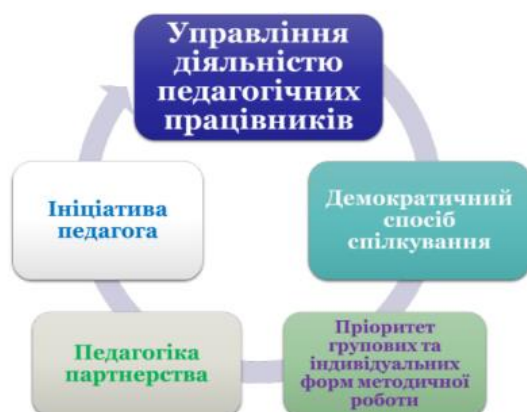 Управління
діяльністю
педагогічних
працівників
Демократичний
спосіб
спілкування
Пріоритет
групових та
індивідуальних
форм методичної
роботи
Педагогіка
партнерства
Ініціатива
педагога